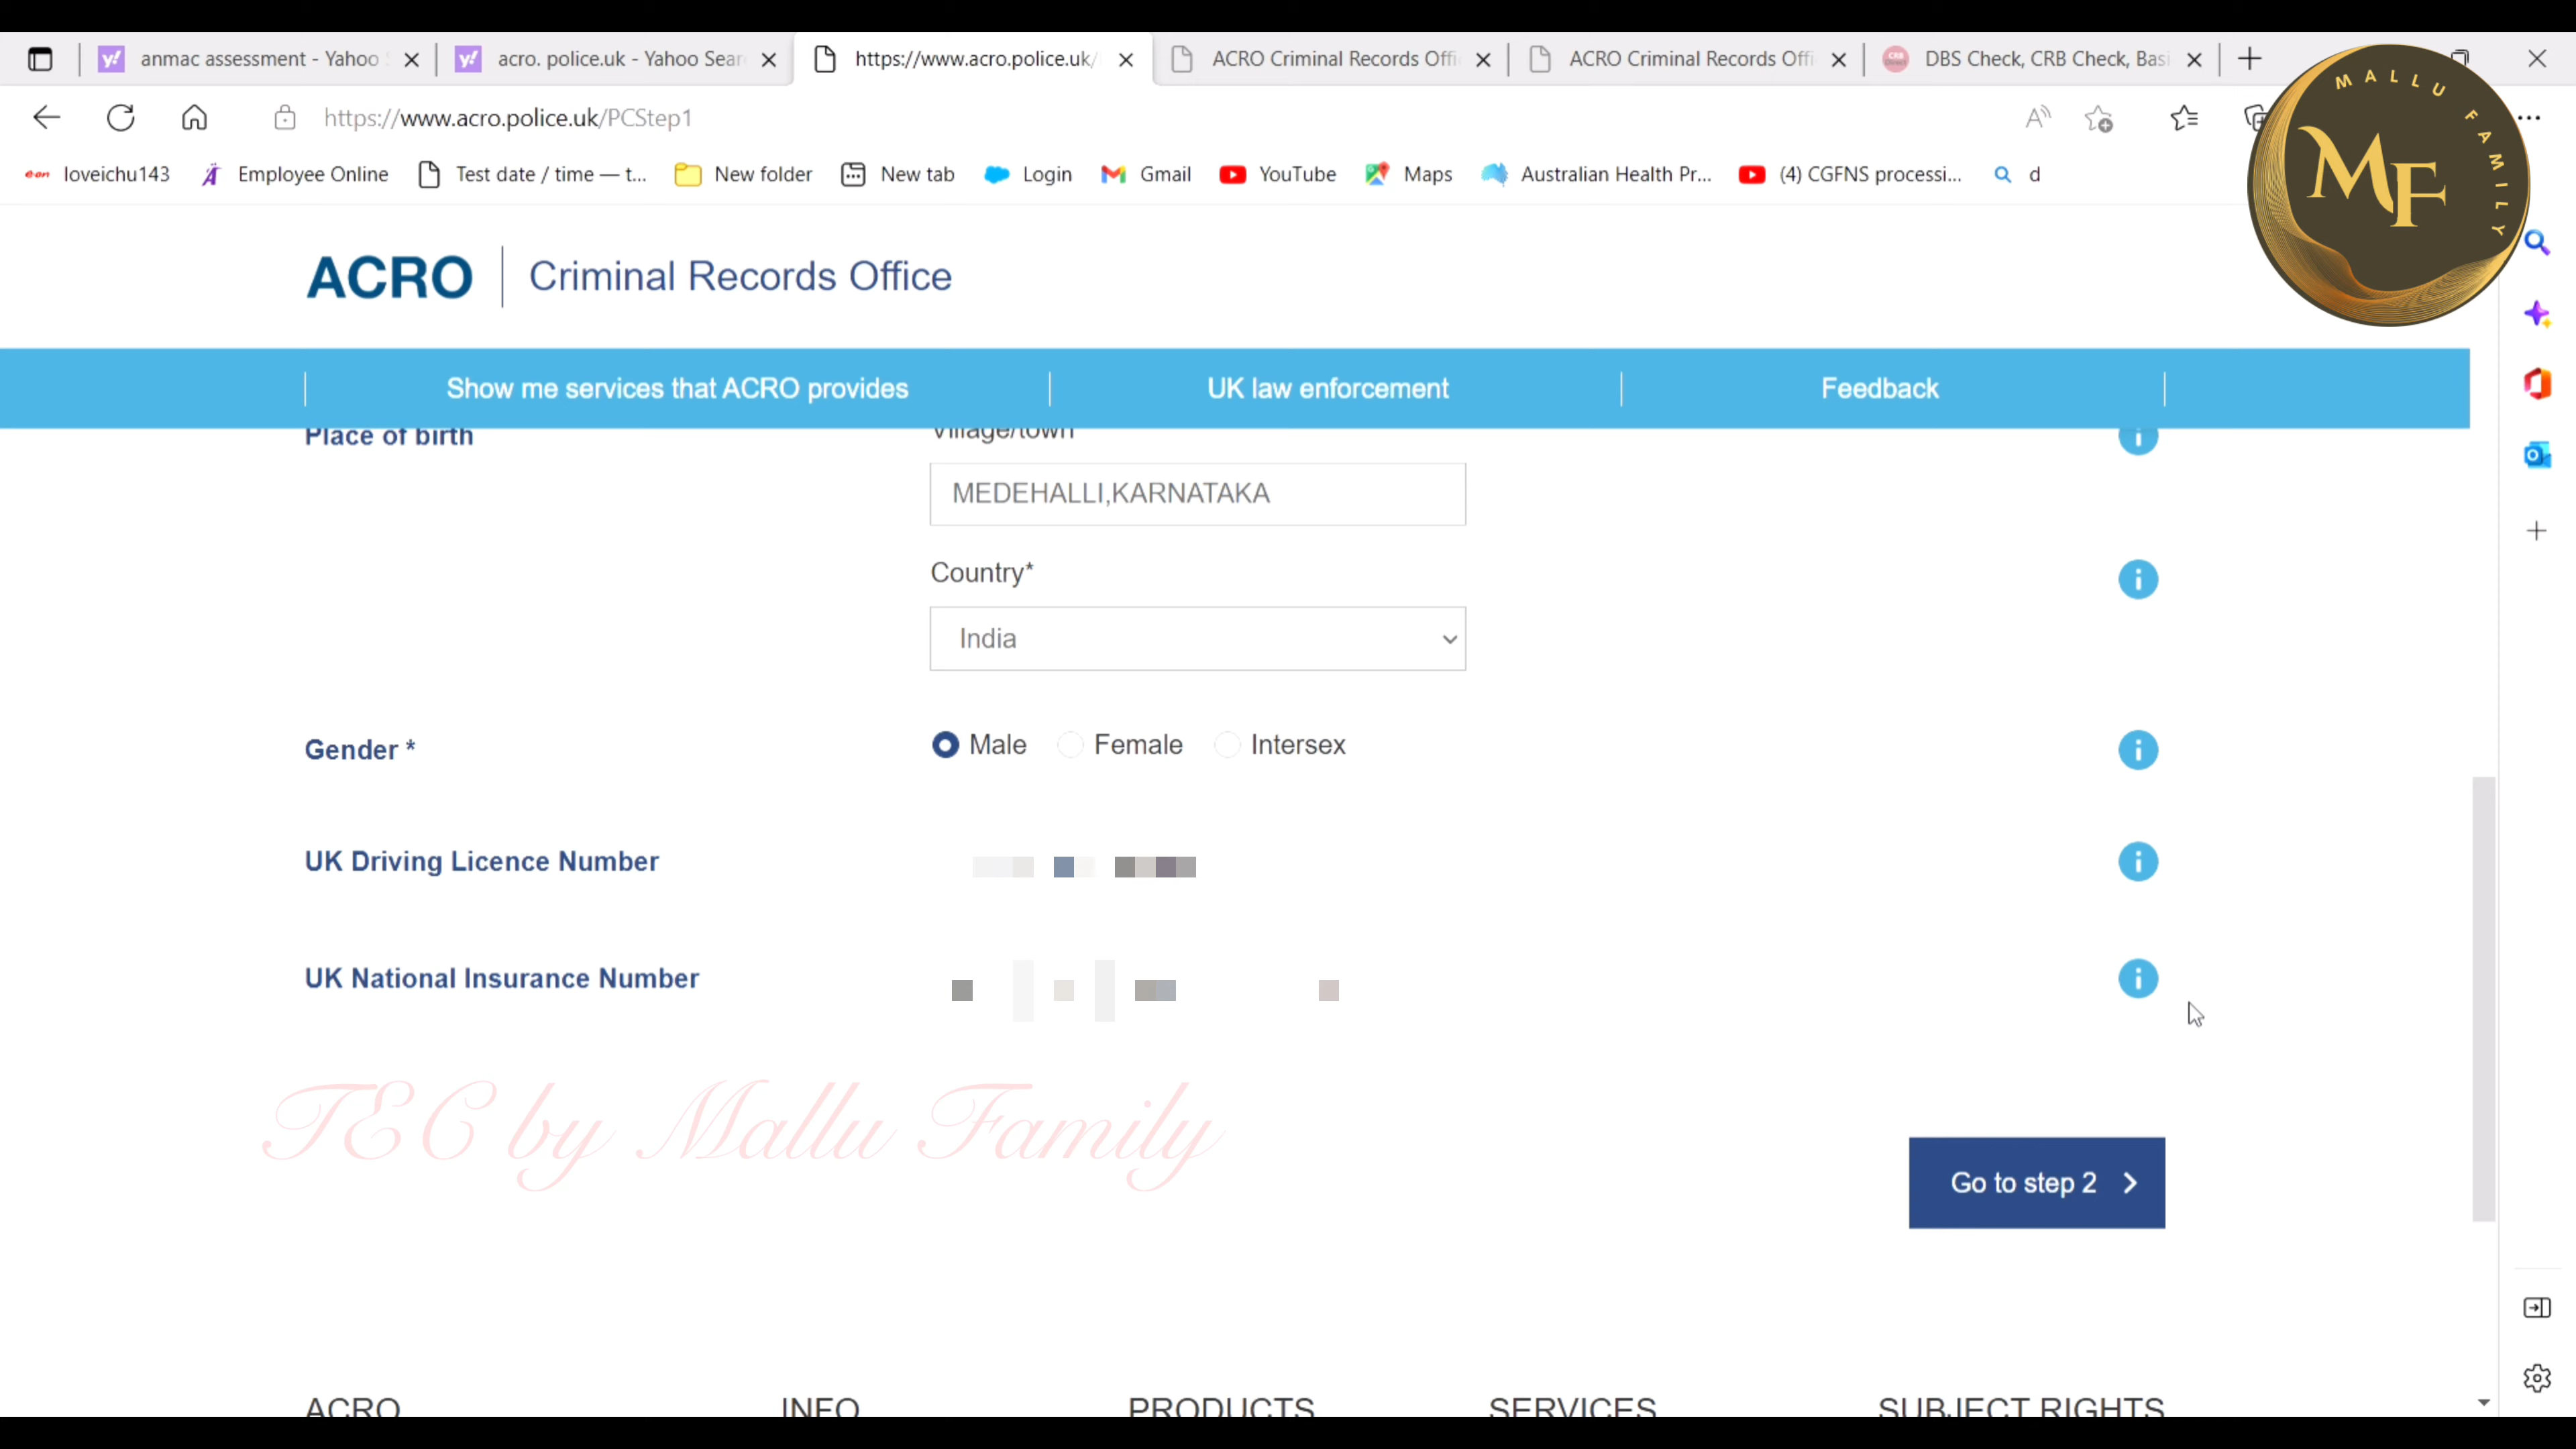 anmac assessment - Yahoo
acro. police.uk - Yahoo Sear
https://www.acro.police.uk/
ACRO Criminal Records Offi
ACRO Criminal Records Offi
DBS Check, CRB Check, Basi
https://www.acro.police.uk/PCStep1
MALLU FAMILY
MF
e·on loveichu143
Employee Online
Test date / time — t...
New folder
New tab
Login
Gmail
YouTube
Maps
Australian Health Pr...
(4) CGFNS processi...
d
ACRO Criminal Records Office
Show me services that ACRO provides
UK law enforcement
Feedback
Place of birth
Village/town
MEDEHALLI,KARNATAKA
Country*
India
Gender *
Male
Female
Intersex
UK Driving Licence Number
UK National Insurance Number
TEC by Mallu Family
Go to step 2
ACRO
INFO
PRODUCTS
SERVICES
SUBJECT RIGHTS